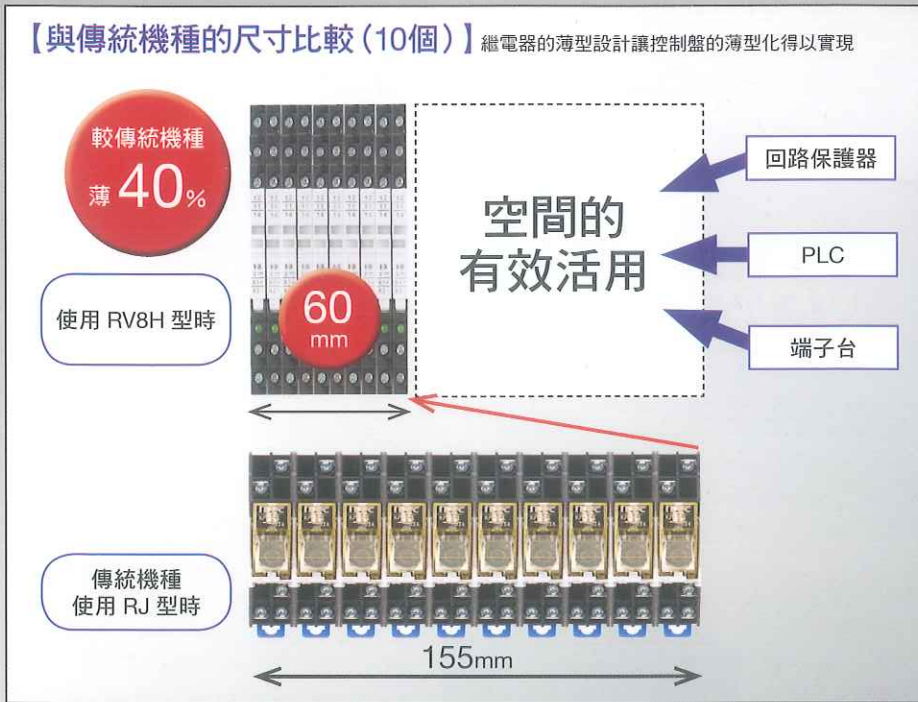 【與傳統機種的尺寸比較（10個）】 繼電器的薄型設計讓控制盤的薄型化得以實現
較傳統機種
薄 40%
使用 RV8H 型時
60
mm
空間的
有效活用
回路保護器
PLC
端子台
傳統機種
使用 RJ 型時
155mm